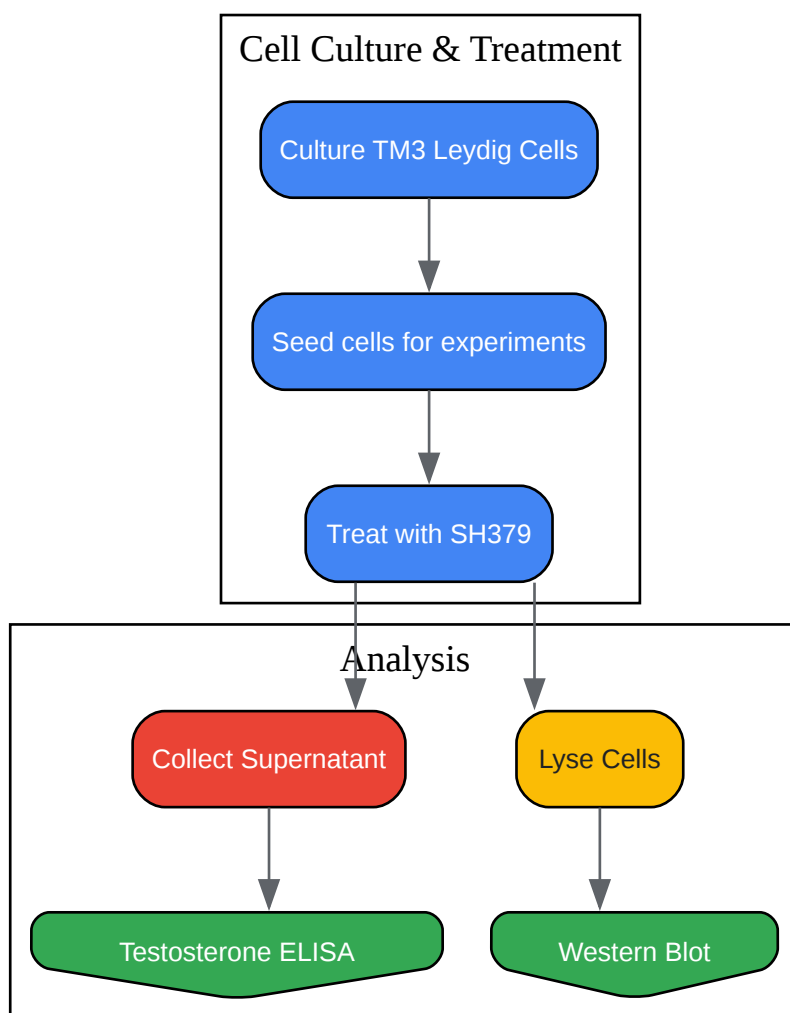 Cell Culture & Treatment
Culture TM3 Leydig Cells
Seed cells for experiments
Treat with SH379
Analysis
Collect Supernatant
Lyse Cells
Testosterone ELISA
Western Blot